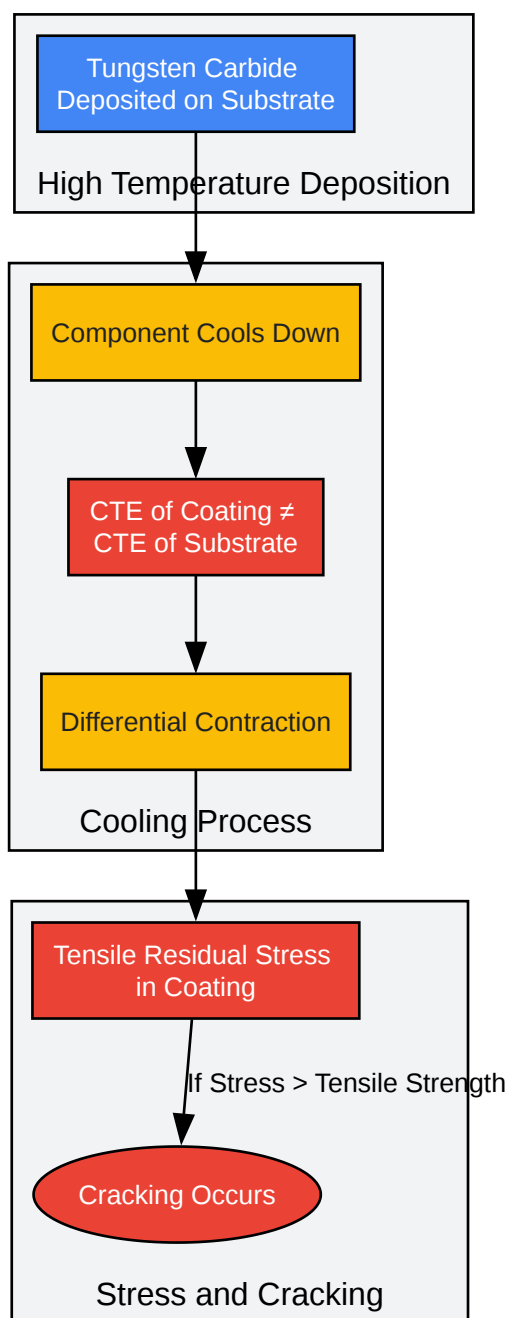 Tungsten Carbide
Deposited on Substrate
High Temperature Deposition
Component Cools Down
CTE of Coating ≠
CTE of Substrate
Differential Contraction
Cooling Process
Tensile Residual Stress
in Coating
If Stress > Tensile Strength
Cracking Occurs
Stress and Cracking